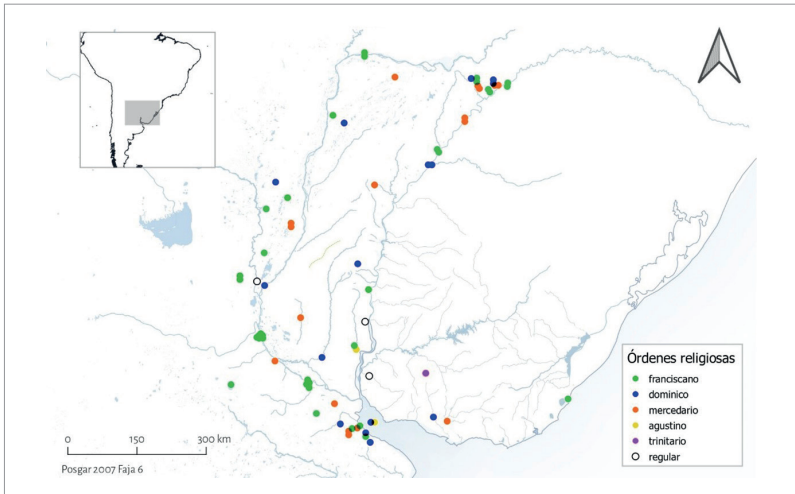 Órdenes religiosas
franciscano
dominico
mercedario
agustino
trinitario
regular
0 150 300 km
Posgar 2007 Faja 6